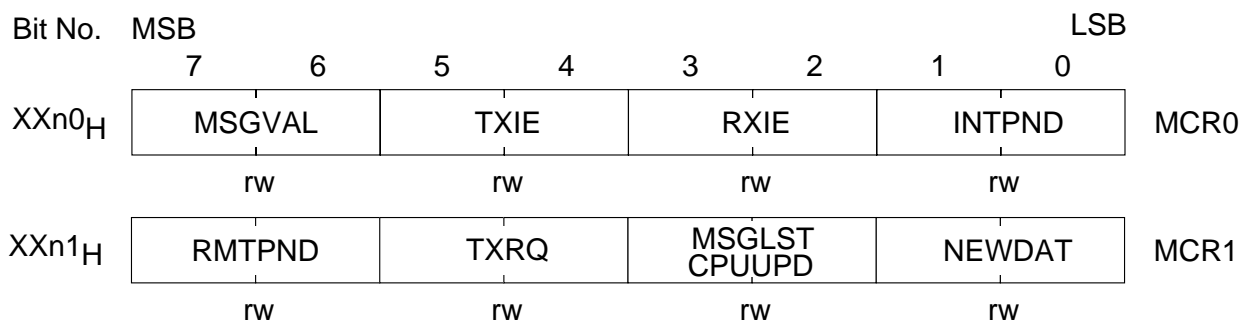 Bit No. MSB LSB
7 6 5 4 3 2 1 0
XXn0H MSGVAL TXIE RXIE INTPND MCR0
rw rw rw rw
XXn1H RMTPND TXRQ MSGLST CPUUPD NEWDAT MCR1
rw rw rw rw